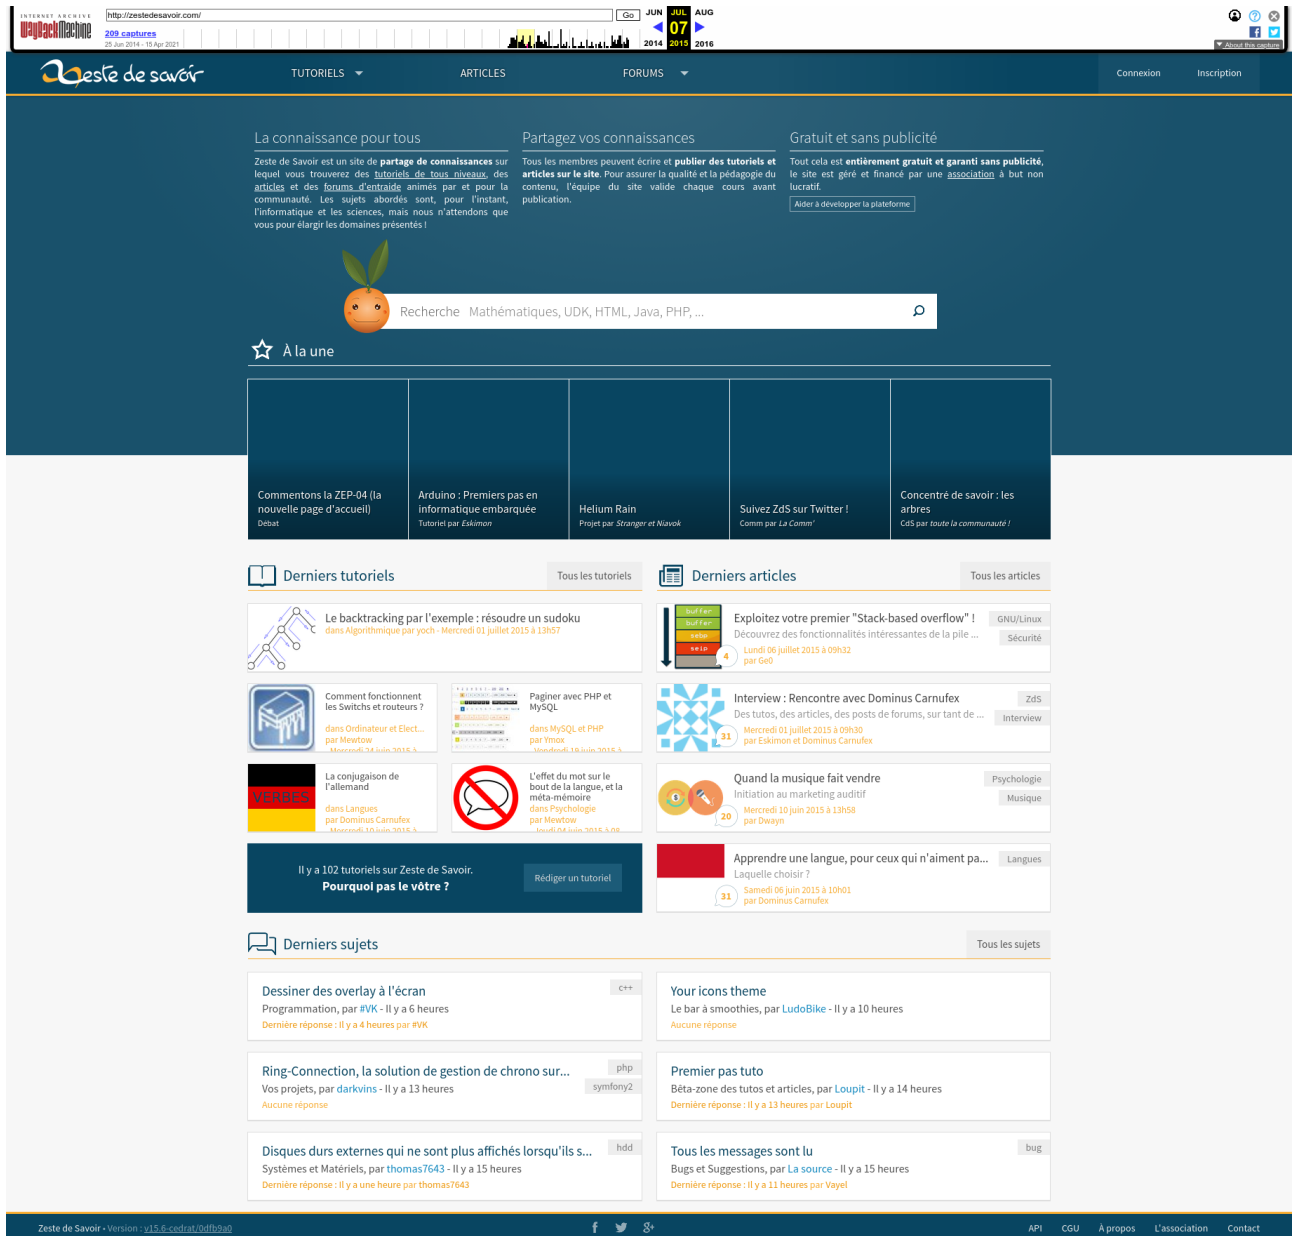 INTERNET ARCHIVE
WayBackMachine
http://zestedesavoir.com/
Go
JUN JUL AUG
07
2014 2015 2016
209 captures
25 Jun 2014 - 15 Apr 2021
About this capture
Zeste de savoir
TUTORIELS
ARTICLES
FORUMS
Connexion
Inscription
La connaissance pour tous
Zeste de Savoir est un site de partage de connaissances sur
lequel vous trouverez des tutoriels de tous niveaux, des
articles et des forums d'entraide animés par et pour la
communauté. Les sujets abordés sont, pour l'instant,
l'informatique et les sciences, mais nous n'attendons que
vous pour élargir les domaines présentés !
Partagez vos connaissances
Tous les membres peuvent écrire et publier des tutoriels et
articles sur le site. Pour assurer la qualité et la pédagogie du
contenu, l'équipe du site valide chaque cours avant
publication.
Gratuit et sans publicité
Tout cela est entièrement gratuit et garanti sans publicité,
le site est géré et financé par une association à but non
lucratif.
Aider à développer la plateforme
Recherche Mathématiques, UDK, HTML, Java, PHP, ...
À la une
Commentons la ZEP-04 (la
nouvelle page d'accueil)
Débat
Arduino : Premiers pas en
informatique embarquée
Tutoriel par Eskimon
Helium Rain
Projet par Stranger et Niavok
Suivez ZdS sur Twitter !
Comm par La Comm'
Concentré de savoir : les
arbres
CdS par toute la communauté !
Derniers tutoriels
Tous les tutoriels
Le backtracking par l'exemple : résoudre un sudoku
dans Algorithmique par yoch - Mercredi 01 juillet 2015 à 13h57
Comment fonctionnent
les Switchs et routeurs ?
dans Ordinateur et Elect...
par Mewtow
- Mercredi 24 juin 2015 à
Paginer avec PHP et
MySQL
dans MySQL et PHP
par Ymox
- Vendredi 19 juin 2015 à
VERBES
La conjugaison de
l'allemand
dans Langues
par Dominus Carnufex
- Mercredi 10 juin 2015 à
L'effet du mot sur le
bout de la langue, et la
méta-mémoire
dans Psychologie
par Mewtow
- Jeudi 04 juin 2015 à 08
Il y a 102 tutoriels sur Zeste de Savoir.
Pourquoi pas le vôtre ?
Rédiger un tutoriel
Derniers articles
Tous les articles
buffer
buffer
sebp
seip
4
Exploitez votre premier "Stack-based overflow" !
Découvrez des fonctionnalités intéressantes de la pile ...
Lundi 06 juillet 2015 à 09h32
par Ge0
GNU/Linux
Sécurité
31
Interview : Rencontre avec Dominus Carnufex
Des tutos, des articles, des posts de forums, sur tant de ...
Mercredi 01 juillet 2015 à 09h30
par Eskimon et Dominus Carnufex
ZdS
Interview
20
Quand la musique fait vendre
Initiation au marketing auditif
Mercredi 10 juin 2015 à 13h58
par Dwayn
Psychologie
Musique
31
Apprendre une langue, pour ceux qui n'aiment pa...
Laquelle choisir ?
Samedi 06 juin 2015 à 10h01
par Dominus Carnufex
Langues
Derniers sujets
Tous les sujets
Dessiner des overlay à l'écran
Programmation, par #VK - Il y a 6 heures
Dernière réponse : Il y a 4 heures par #VK
c++
Your icons theme
Le bar à smoothies, par LudoBike - Il y a 10 heures
Aucune réponse
Ring-Connection, la solution de gestion de chrono sur...
Vos projets, par darkvins - Il y a 13 heures
Aucune réponse
php
symfony2
Premier pas tuto
Bêta-zone des tutos et articles, par Loupit - Il y a 14 heures
Dernière réponse : Il y a 13 heures par Loupit
Disques durs externes qui ne sont plus affichés lorsqu'ils s...
Systèmes et Matériels, par thomas7643 - Il y a 15 heures
Dernière réponse : Il y a une heure par thomas7643
hdd
Tous les messages sont lu
Bugs et Suggestions, par La source - Il y a 15 heures
Dernière réponse : Il y a 11 heures par Vayel
bug
Zeste de Savoir • Version : v15.6-cedrat/0dfb9a0
API CGU À propos L'association Contact